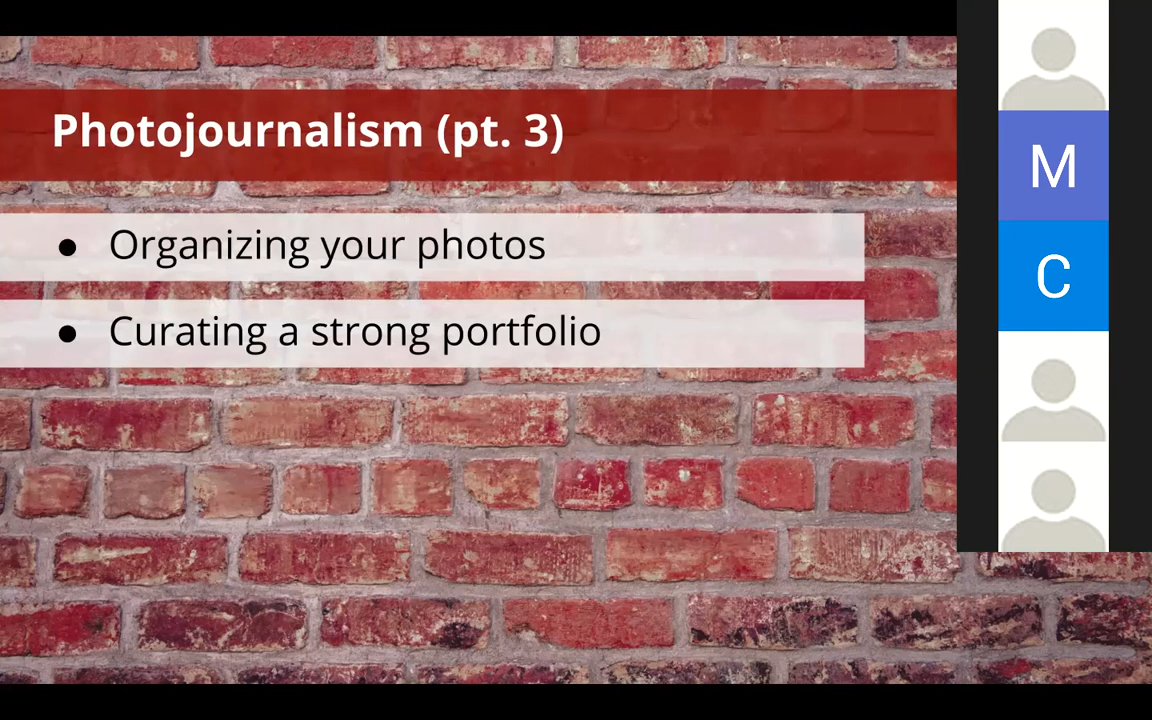 Photojournalism (pt. 3)
● Organizing your photos
● Curating a strong portfolio
M
C